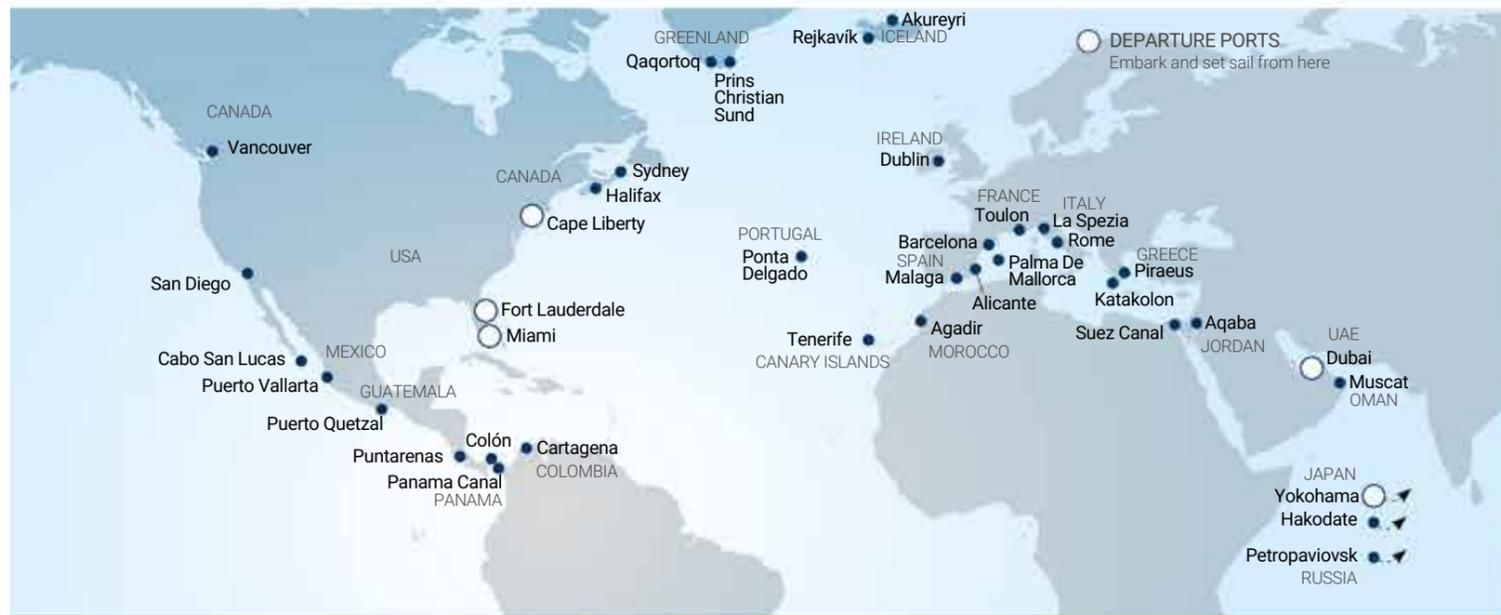 Akureyri
Rejkavík
ICELAND
GREENLAND
Qaqortoq
Prins
Christian
Sund
DEPARTURE PORTS
Embark and set sail from here
CANADA
Vancouver
IRELAND
Dublin
CANADA
Sydney
Halifax
Cape Liberty
FRANCE
Toulon
ITALY
La Spezia
Rome
PORTUGAL
Ponta
Delgado
Barcelona
SPAIN
Malaga
Palma De
Mallorca
Alicante
GREECE
Piraeus
Katakolon
USA
San Diego
Fort Lauderdale
Miami
Tenerife
CANARY ISLANDS
Agadir
MOROCCO
Suez Canal
Aqaba
JORDAN
UAE
Dubai
Muscat
OMAN
Cabo San Lucas
MEXICO
Puerto Vallarta
GUATEMALA
Puerto Quetzal
Puntarenas
Colón
Panama Canal
PANAMA
Cartagena
COLOMBIA
JAPAN
Yokohama
Hakodate
Petropaviovsk
RUSSIA